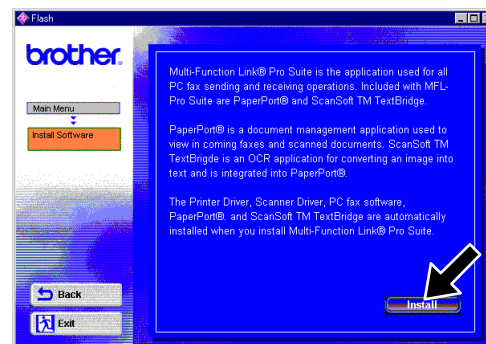 Flash
brother.
Main Menu
Install Software
Multi-Function Link® Pro Suite is the application used for all
PC fax sending and receiving operations. Included with MFL-
Pro Suite are PaperPort® and ScanSoft TM TextBridge.
PaperPort® is a document management application used to
view in coming faxes and scanned documents. ScanSoft TM
TextBrigde is an OCR application for converting an image into
text and is integrated into PaperPort®.
The Printer Driver, Scanner Driver, PC fax software,
PaperPort®. and ScanSoft TM TextBridge are automatically
installed when you install Multi-Function Link® Pro Suite.
Install
Back
Exit